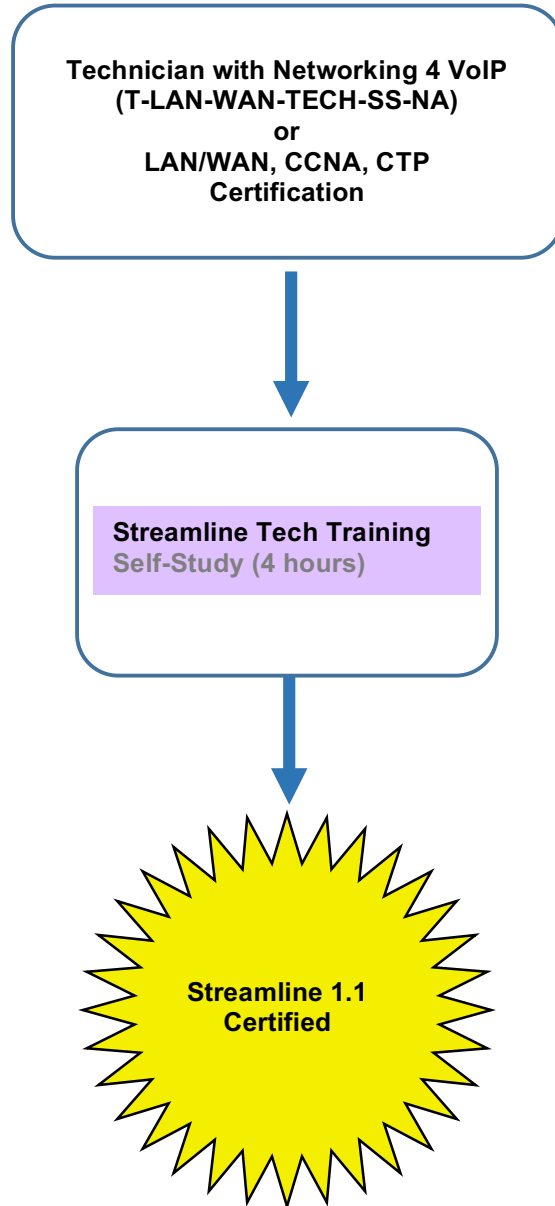 Technician with Networking 4 VoIP
(T-LAN-WAN-TECH-SS-NA)
or
LAN/WAN, CCNA, CTP
Certification
Streamline Tech Training
Self-Study (4 hours)
Streamline 1.1
Certified